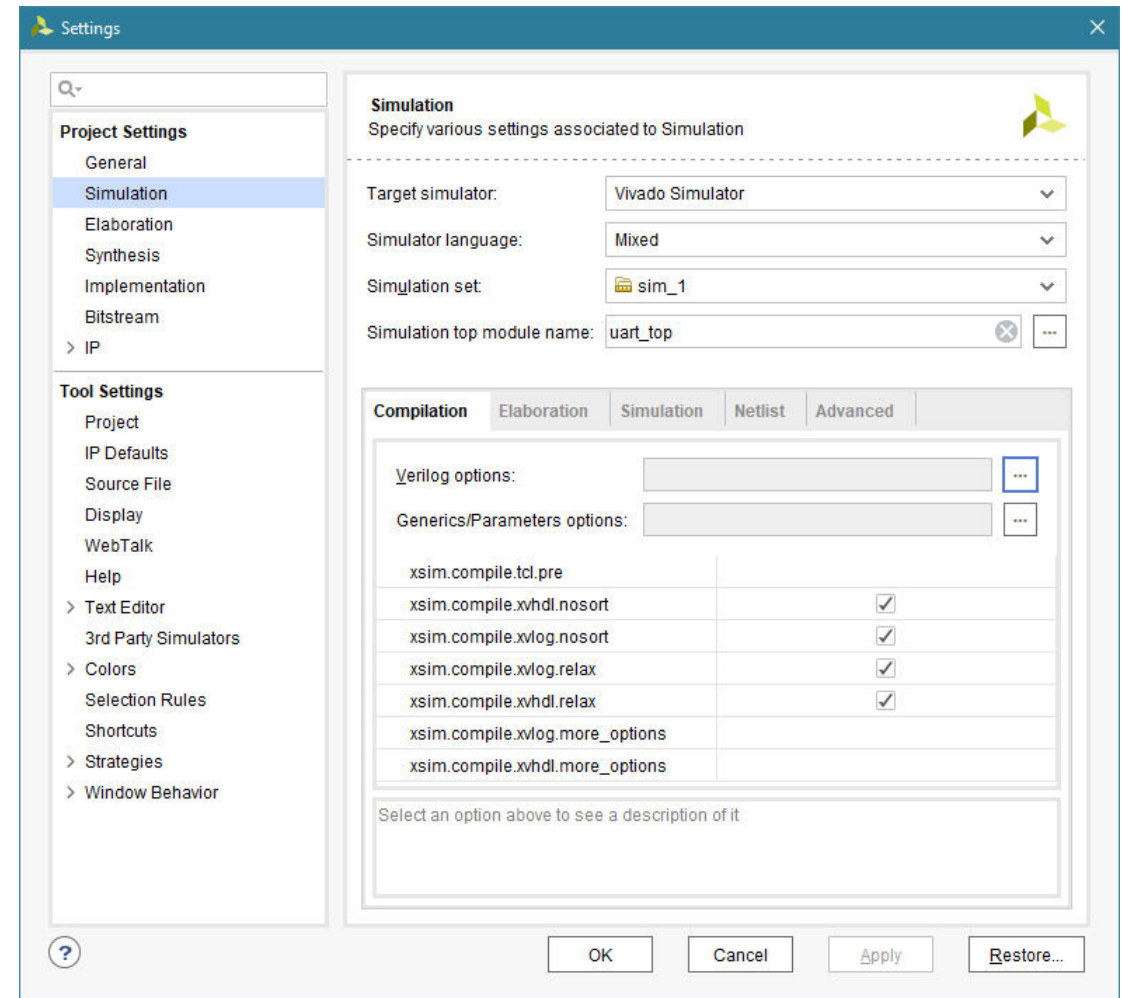 Settings
Project Settings
General
Simulation
Elaboration
Synthesis
Implementation
Bitstream
IP
Tool Settings
Project
IP Defaults
Source File
Display
WebTalk
Help
Text Editor
3rd Party Simulators
Colors
Selection Rules
Shortcuts
Strategies
Window Behavior
Simulation
Specify various settings associated to Simulation
Target simulator: Vivado Simulator
Simulator language: Mixed
Simulation set: sim_1
Simulation top module name: uart_top
Compilation Elaboration Simulation Netlist Advanced
Verilog options: ...
Generics/Parameters options: ...
xsim.compile.tcl.pre
xsim.compile.xvhdl.nosort
xsim.compile.xvlog.nosort
xsim.compile.xvlog.relax
xsim.compile.xvhdl.relax
xsim.compile.xvlog.more_options
xsim.compile.xvhdl.more_options
Select an option above to see a description of it
? OK Cancel Apply Restore...